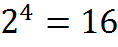 2⁴ = 16